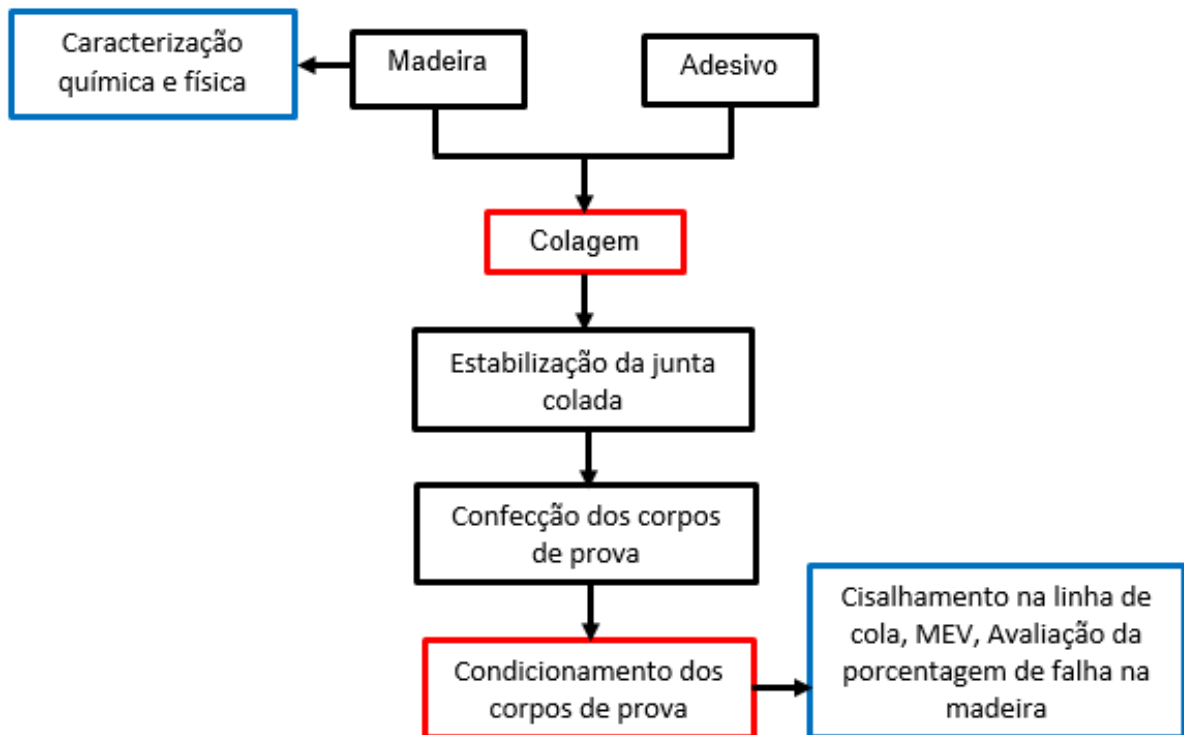 Caracterização
química e física
Madeira
Adesivo
Colagem
Estabilização da junta
colada
Confecção dos corpos
de prova
Condicionamento dos
corpos de prova
Cisalhamento na linha de
cola, MEV, Avaliação da
porcentagem de falha na
madeira